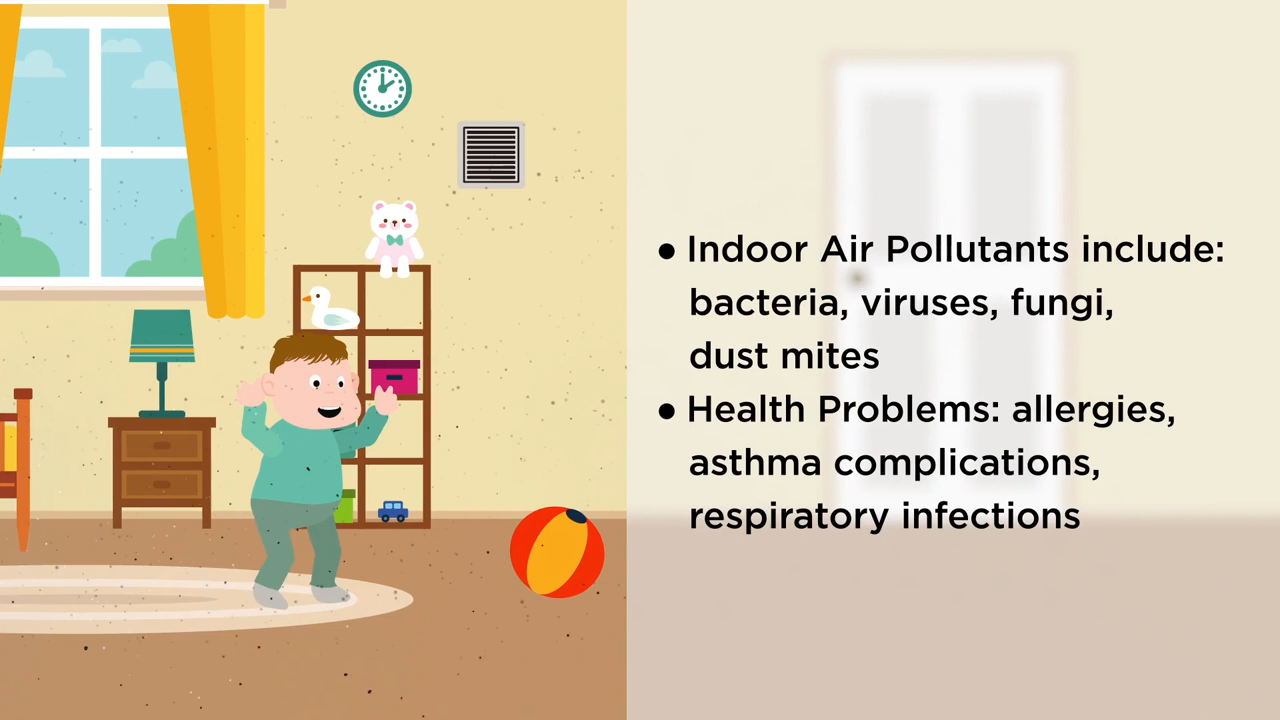 ● Indoor Air Pollutants include:
bacteria, viruses, fungi,
dust mites
● Health Problems: allergies,
asthma complications,
respiratory infections